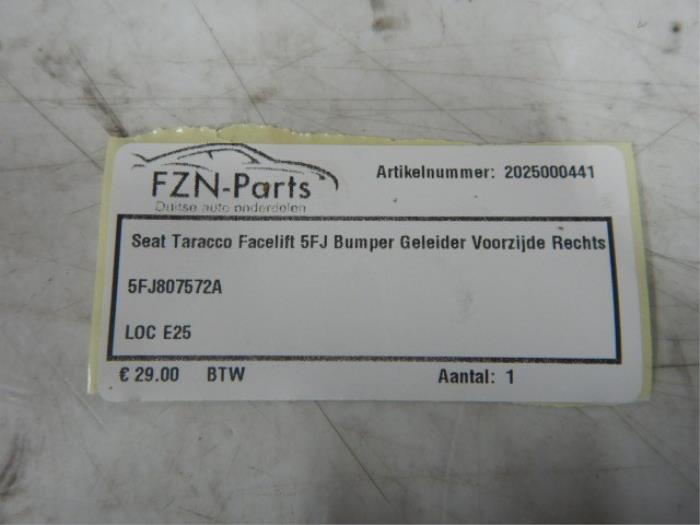 FZN-Parts
Duitse auto onderdelen
Artikelnummer: 2025000441
Seat Taracco Facelift 5FJ Bumper Geleider Voorzijde Rechts
5FJ807572A
LOC E25
€ 29.00 BTW
Aantal: 1